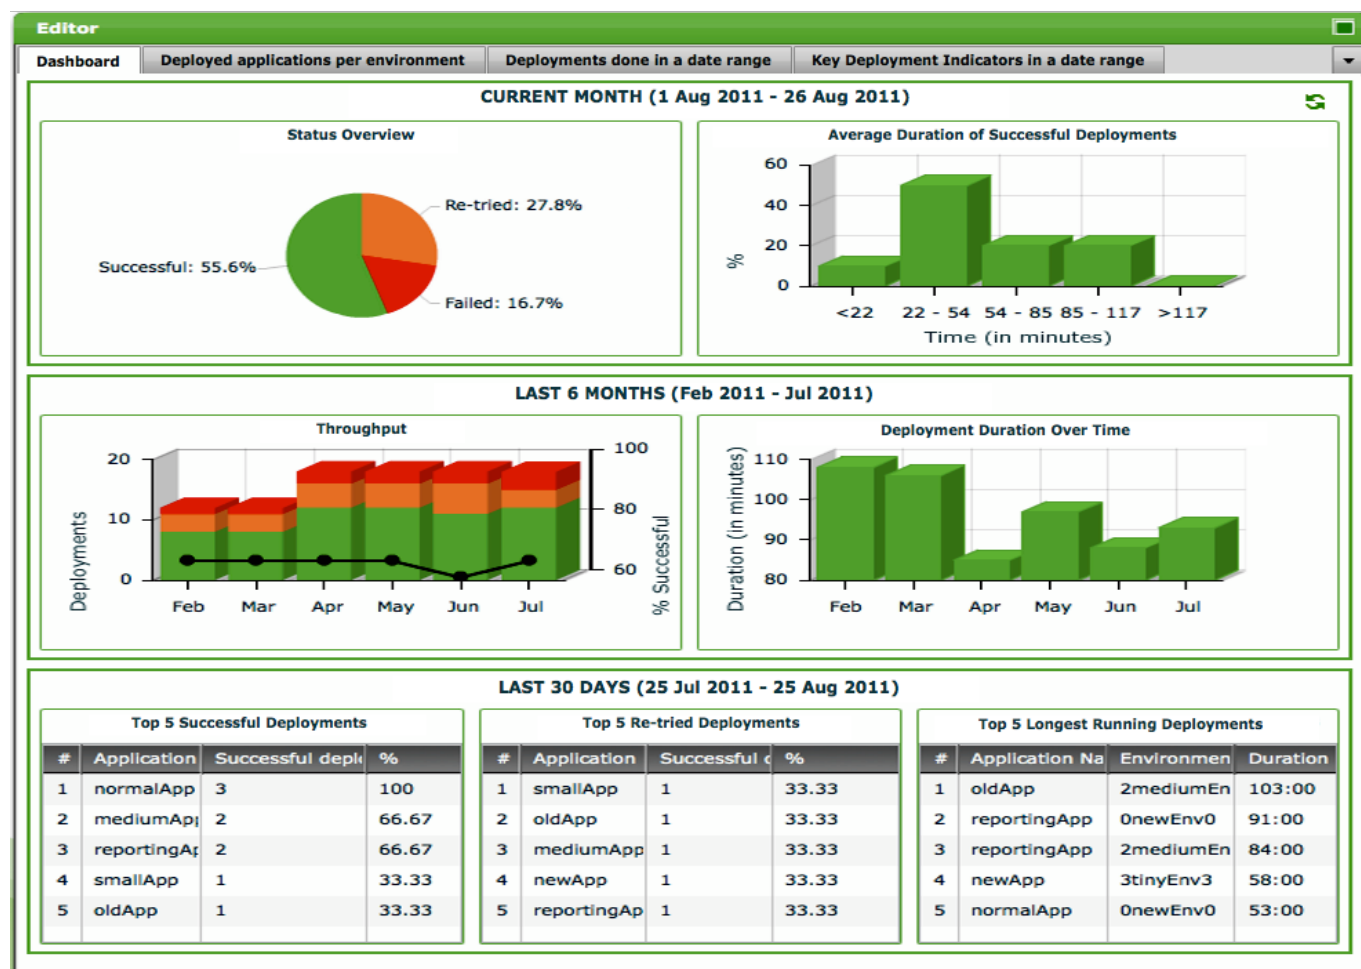 Editor
Dashboard Deployed applications per environment Deployments done in a date range Key Deployment Indicators in a date range
CURRENT MONTH (1 Aug 2011 - 26 Aug 2011)
Status Overview
Re-tried: 27.8%
Successful: 55.6%
Failed: 16.7%
Average Duration of Successful Deployments
60
40
20
0
%
<22 22 - 54 54 - 85 85 - 117 >117
Time (in minutes)
LAST 6 MONTHS (Feb 2011 - Jul 2011)
Throughput
20
10
0
Deployments
100
80
60
% Successful
Feb Mar Apr May Jun Jul
Deployment Duration Over Time
110
100
90
80
Duration (in minutes)
Feb Mar Apr May Jun Jul
LAST 30 DAYS (25 Jul 2011 - 25 Aug 2011)
Top 5 Successful Deployments
# Application Successful depl %
1 normalApp 3 100
2 mediumAp 2 66.67
3 reportingAp 2 66.67
4 smallApp 1 33.33
5 oldApp 1 33.33
Top 5 Re-tried Deployments
# Application Successful %
1 smallApp 1 33.33
2 oldApp 1 33.33
3 mediumApp 1 33.33
4 newApp 1 33.33
5 reportingAp 1 33.33
Top 5 Longest Running Deployments
# Application Na Environmen Duration
1 oldApp 2mediumEn 103:00
2 reportingApp 0newEnv0 91:00
3 reportingApp 2mediumEn 84:00
4 newApp 3tinyEnv3 58:00
5 normalApp 0newEnv0 53:00